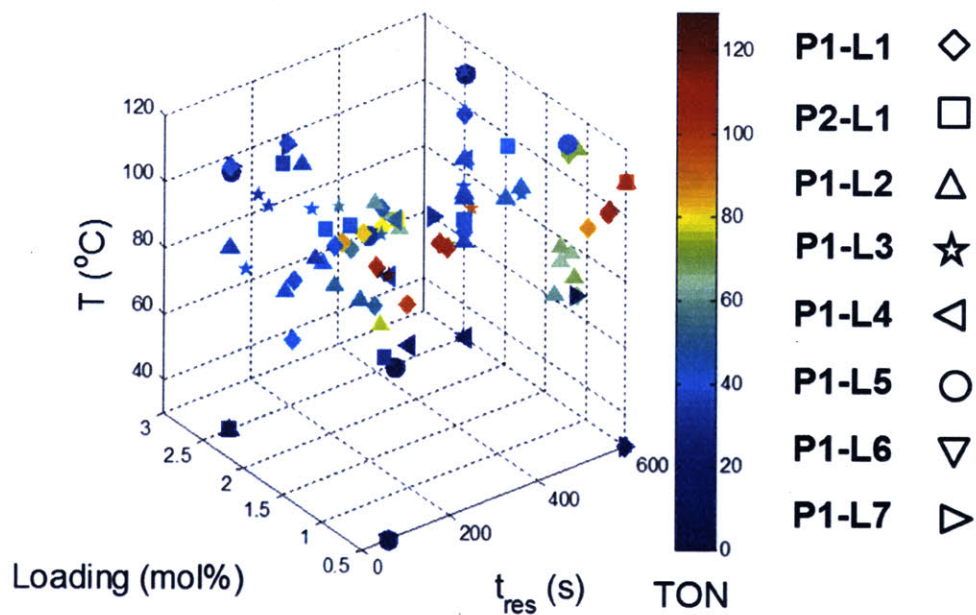 120
100
80
60
40
T (°C)
3
2.5
2
1.5
1
0.5
Loading (mol%)
0
200
400
600
t_res (s)
120
100
80
60
40
20
0
TON
P1-L1
P2-L1
P1-L2
P1-L3
P1-L4
P1-L5
P1-L6
P1-L7